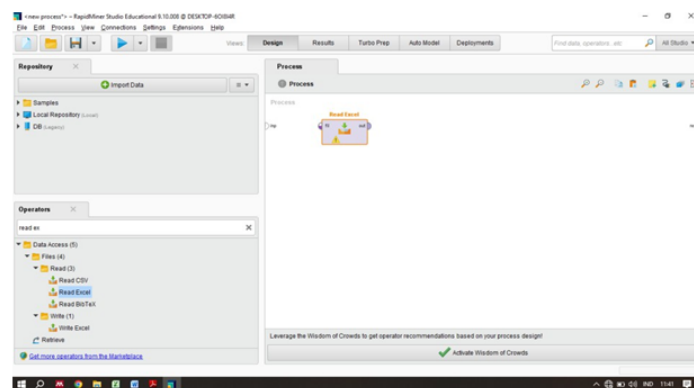 <new process*> – RapidMiner Studio Educational 9.10.008 @ DESKTOP-6OI0I4R
File Edit Process View Connections Settings Extensions Help
Views: Design Results Turbo Prep Auto Model Deployments
Find data, operators...etc
All Studio
Repository
Import Data
Samples
Local Repository (Local)
DB (Legacy)
Process
Process
Process
inp
Read Excel
fil
out
Operators
read ex
Data Access (5)
Files (4)
Read (3)
Read CSV
Read Excel
Read BibTeX
Write (1)
Write Excel
Retrieve
Get more operators from the Marketplace
Leverage the Wisdom of Crowds to get operator recommendations based on your process design!
Activate Wisdom of Crowds
IND 11:41